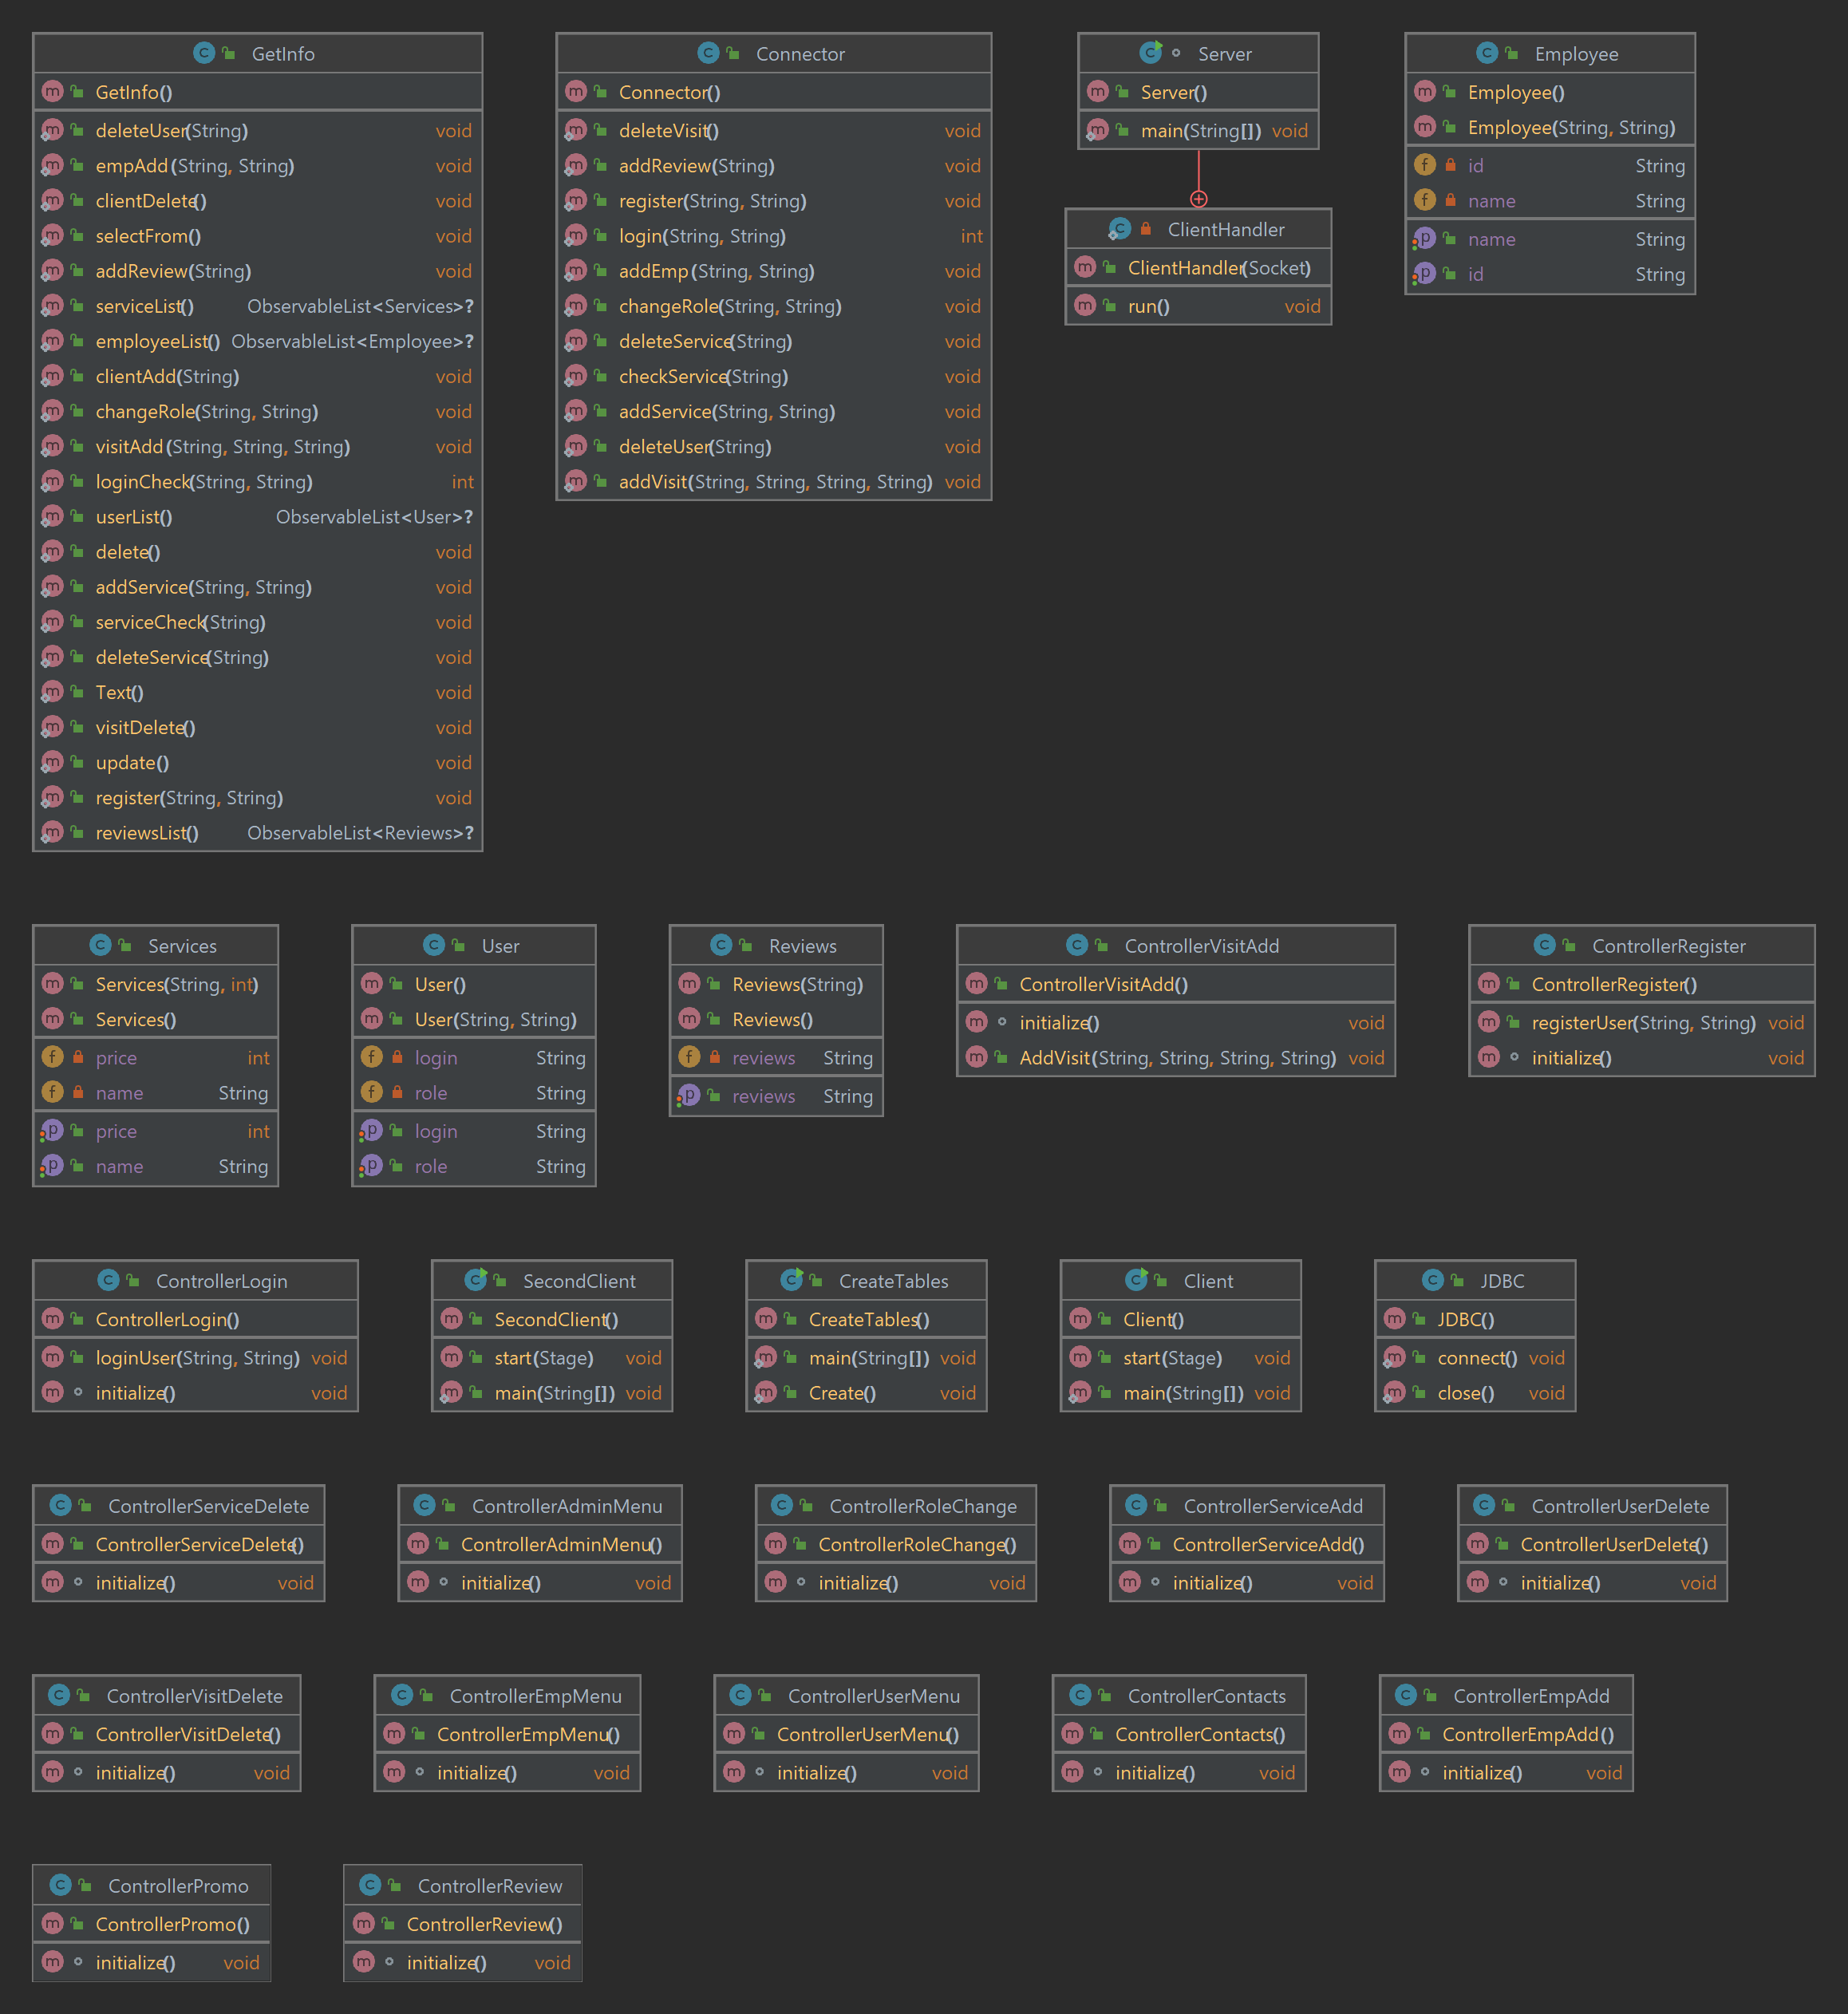 GetInfo
GetInfo()
deleteUser(String) void
empAdd(String, String) void
clientDelete() void
selectFrom() void
addReview(String) void
serviceList() ObservableList<Services>?
employeeList() ObservableList<Employee>?
clientAdd(String) void
changeRole(String, String) void
visitAdd(String, String, String) void
loginCheck(String, String) int
userList() ObservableList<User>?
delete() void
addService(String, String) void
serviceCheck(String) void
deleteService(String) void
Text() void
visitDelete() void
update() void
register(String, String) void
reviewsList() ObservableList<Reviews>?
Connector
Connector()
deleteVisit() void
addReview(String) void
register(String, String) void
login(String, String) int
addEmp(String, String) void
changeRole(String, String) void
deleteService(String) void
checkService(String) void
addService(String, String) void
deleteUser(String) void
addVisit(String, String, String, String) void
Server
Server()
main(String[]) void
ClientHandler
ClientHandler(Socket)
run() void
Employee
Employee()
Employee(String, String)
id String
name String
name String
id String
Services
Services(String, int)
Services()
price int
name String
price int
name String
User
User()
User(String, String)
login String
role String
login String
role String
Reviews
Reviews(String)
Reviews()
reviews String
reviews String
ControllerVisitAdd
ControllerVisitAdd()
initialize() void
AddVisit(String, String, String, String) void
ControllerRegister
ControllerRegister()
registerUser(String, String) void
initialize() void
ControllerLogin
ControllerLogin()
loginUser(String, String) void
initialize() void
SecondClient
SecondClient()
start(Stage) void
main(String[]) void
CreateTables
CreateTables()
main(String[]) void
Create() void
Client
Client()
start(Stage) void
main(String[]) void
JDBC
JDBC()
connect() void
close() void
ControllerServiceDelete
ControllerServiceDelete()
initialize() void
ControllerAdminMenu
ControllerAdminMenu()
initialize() void
ControllerRoleChange
ControllerRoleChange()
initialize() void
ControllerServiceAdd
ControllerServiceAdd()
initialize() void
ControllerUserDelete
ControllerUserDelete()
initialize() void
ControllerVisitDelete
ControllerVisitDelete()
initialize() void
ControllerEmpMenu
ControllerEmpMenu()
initialize() void
ControllerUserMenu
ControllerUserMenu()
initialize() void
ControllerContacts
ControllerContacts()
initialize() void
ControllerEmpAdd
ControllerEmpAdd()
initialize() void
ControllerPromo
ControllerPromo()
initialize() void
ControllerReview
ControllerReview()
initialize() void